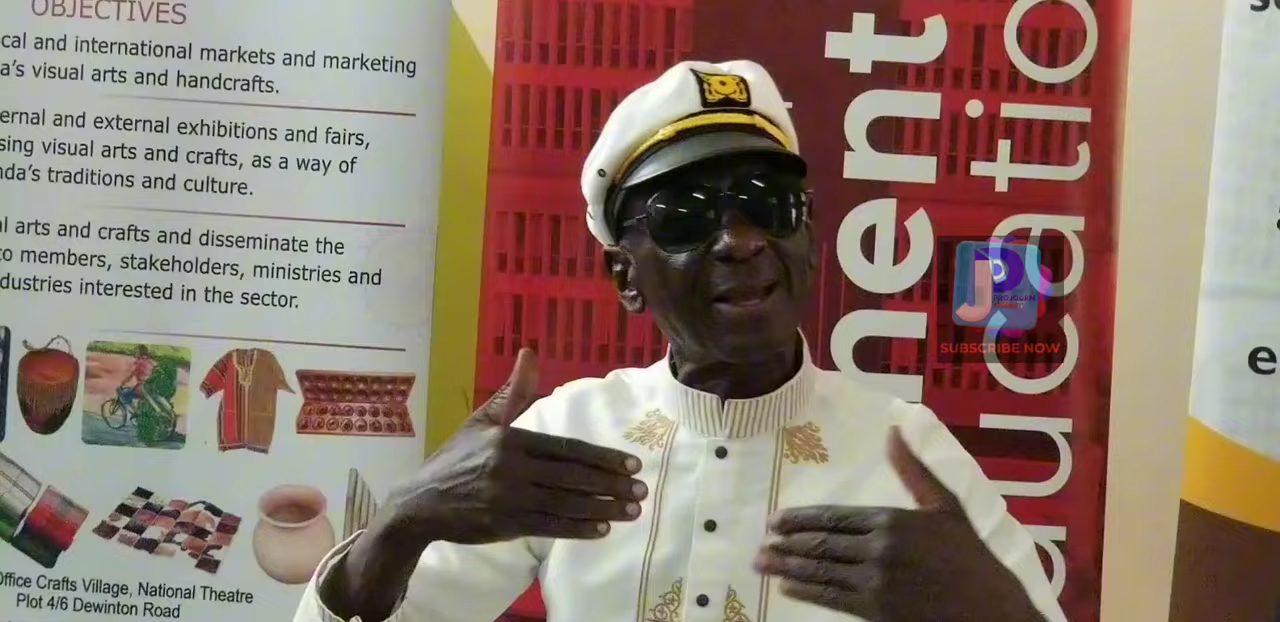 OBJECTIVES
cal and international markets and marketing
a's visual arts and handcrafts.
ernal and external exhibitions and fairs,
sing visual arts and crafts, as a way of
nda's traditions and culture.
al arts and crafts and disseminate the
to members, stakeholders, ministries and
dustries interested in the sector.
Office Crafts Village, National Theatre
Plot 4/6 Dewinton Road
nent
ducatio
JP
SUBSCRIBE NOW
e